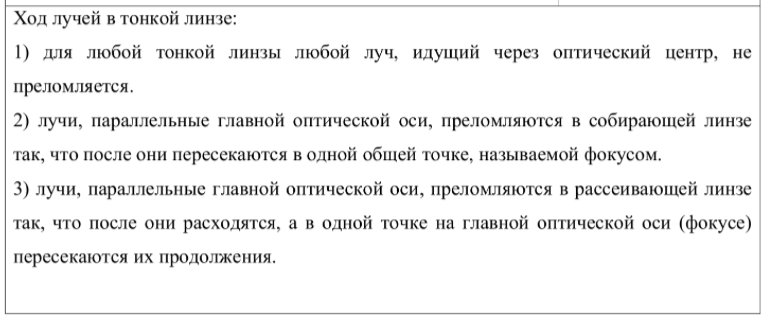 Ход лучей в тонкой линзе:
1) для любой тонкой линзы любой луч, идущий через оптический центр, не
преломляется.
2) лучи, параллельные главной оптической оси, преломляются в собирающей линзе
так, что после они пересекаются в одной общей точке, называемой фокусом.
3) лучи, параллельные главной оптической оси, преломляются в рассеивающей линзе
так, что после они расходятся, а в одной точке на главной оптической оси (фокусе)
пересекаются их продолжения.